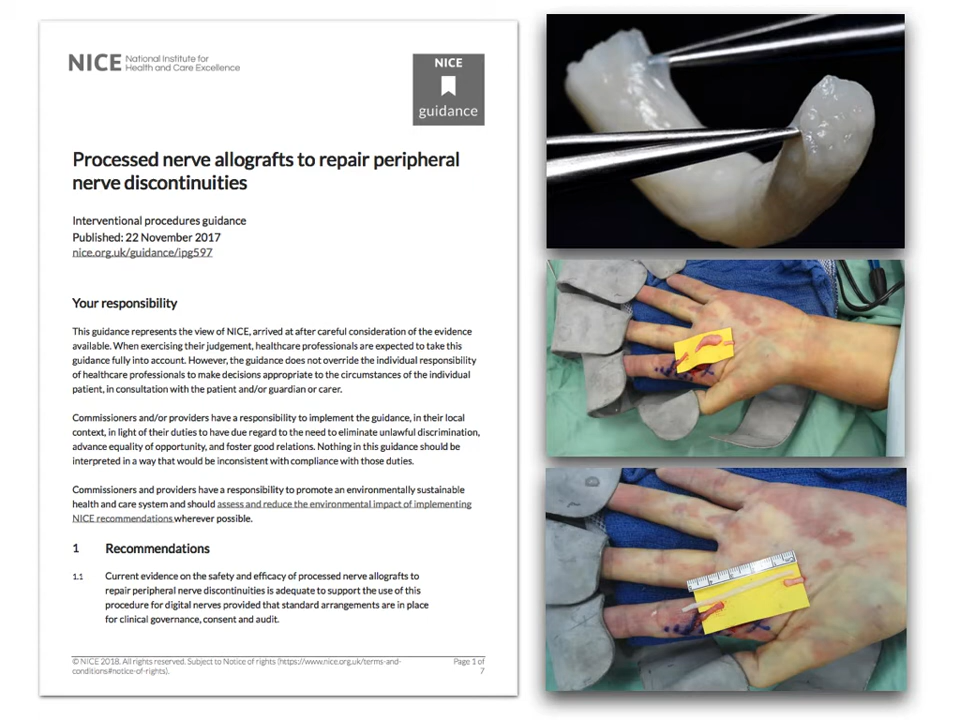 NICE National Institute for
Health and Care Excellence
NICE
guidance
Processed nerve allografts to repair peripheral
nerve discontinuities
Interventional procedures guidance
Published: 22 November 2017
nice.org.uk/guidance/ipg597
Your responsibility
This guidance represents the view of NICE, arrived at after careful consideration of the evidence
available. When exercising their judgement, healthcare professionals are expected to take this
guidance fully into account. However, the guidance does not override the individual responsibility
of healthcare professionals to make decisions appropriate to the circumstances of the individual
patient, in consultation with the patient and/or guardian or carer.
Commissioners and/or providers have a responsibility to implement the guidance, in their local
context, in light of their duties to have due regard to the need to eliminate unlawful discrimination,
advance equality of opportunity, and foster good relations. Nothing in this guidance should be
interpreted in a way that would be inconsistent with compliance with those duties.
Commissioners and providers have a responsibility to promote an environmentally sustainable
health and care system and should assess and reduce the environmental impact of implementing
NICE recommendations wherever possible.
1 Recommendations
1.1 Current evidence on the safety and efficacy of processed nerve allografts to
repair peripheral nerve discontinuities is adequate to support the use of this
procedure for digital nerves provided that standard arrangements are in place
for clinical governance, consent and audit.
© NICE 2018. All rights reserved. Subject to Notice of rights (https://www.nice.org.uk/terms-and-
conditions#notice-of-rights).
Page 1 of
7